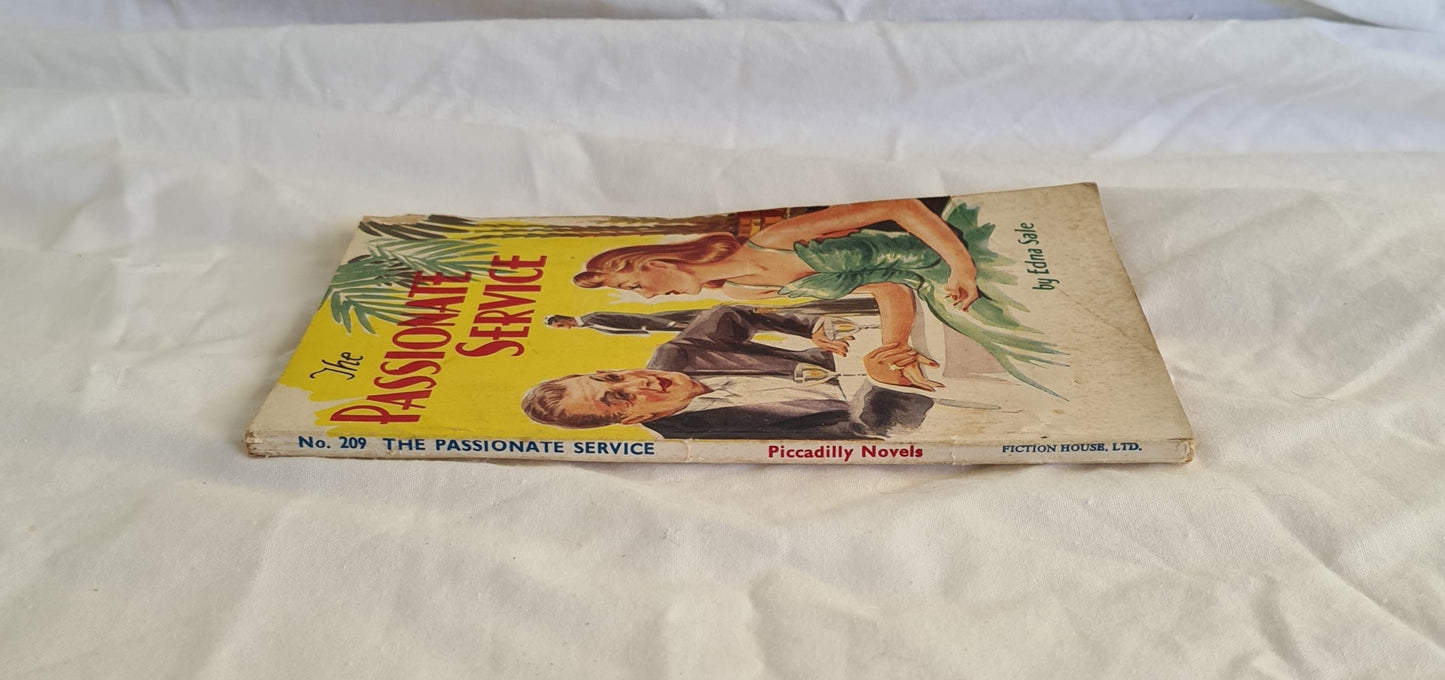 The
PASSIONATE
SERVICE
by Edna Sale
No. 209 THE PASSIONATE SERVICE Piccadilly Novels FICTION HOUSE, LTD.